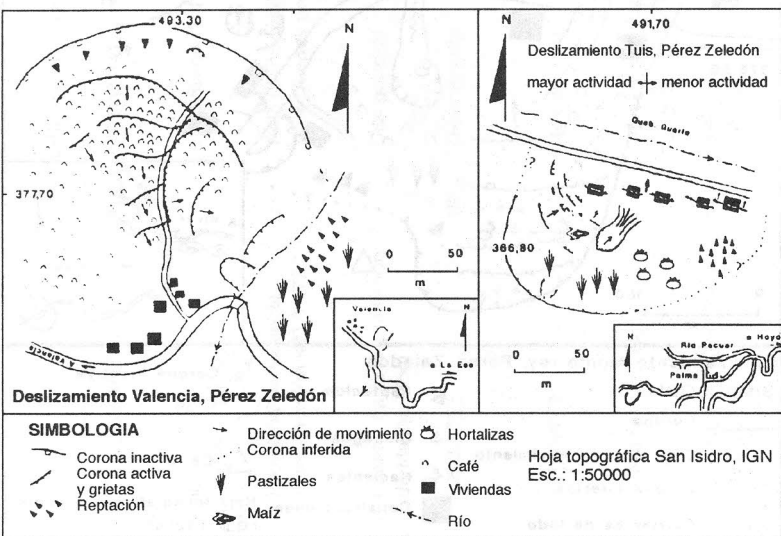 493,30
N
377,70
0 50
m
A Valencia
Valencia
N
a La Ese
Deslizamiento Valencia, Pérez Zeledón
491,70
N
Deslizamiento Tuis, Pérez Zeledón
mayor actividad menor actividad
Queb.
366,80
0 50
m
N
Río Pacuar
Palma
SIMBOLOGIA
Corona inactiva
Corona activa
y grietas
Reptación
Dirección de movimiento
Corona inferida
Pastizales
Maíz
Hortalizas
Café
Viviendas
Río
Hoja topográfica San Isidro, IGN
Esc.: 1:50000